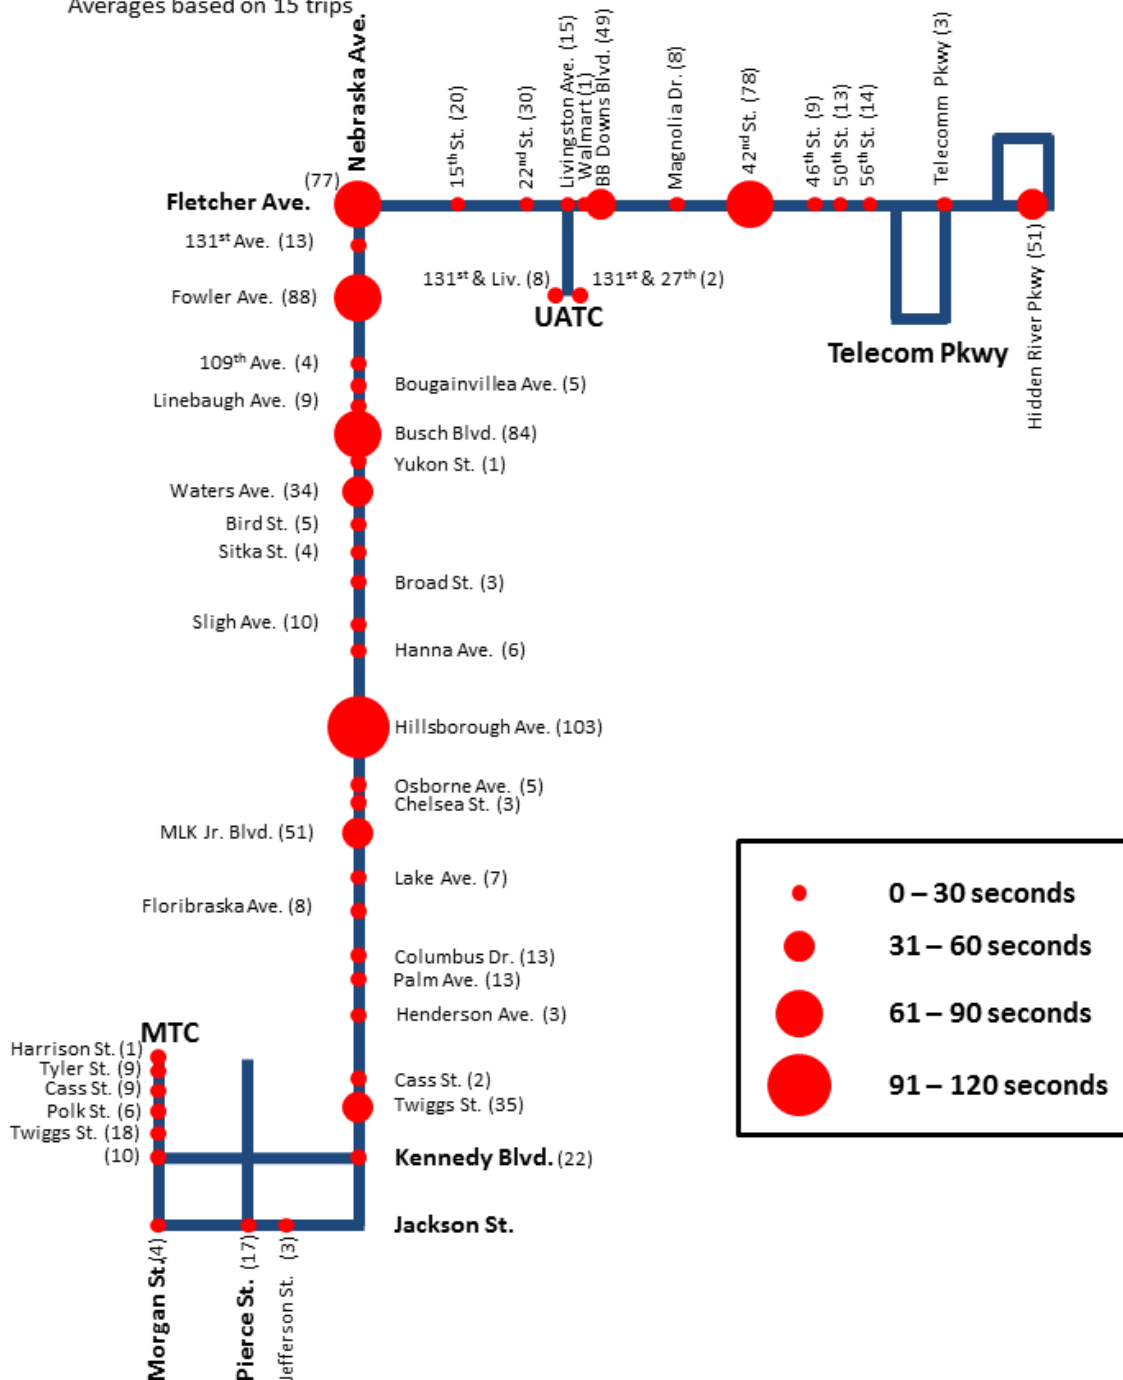 Averages based on 15 trips
Nebraska Ave.
15th St. (20)
22nd St. (30)
Livingston Ave. (15)
Walmart (1)
BB Downs Blvd. (49)
Magnolia Dr. (8)
42nd St. (78)
46th St. (9)
50th St. (13)
56th St. (14)
Telecomm Pkwy (3)
(77)
Fletcher Ave.
131st Ave. (13)
131st & Liv. (8)
131st & 27th (2)
UATC
Hidden River Pkwy (51)
Telecom Pkwy
Fowler Ave. (88)
109th Ave. (4)
Bougainvillea Ave. (5)
Linebaugh Ave. (9)
Busch Blvd. (84)
Yukon St. (1)
Waters Ave. (34)
Bird St. (5)
Sitka St. (4)
Broad St. (3)
Sligh Ave. (10)
Hanna Ave. (6)
Hillsborough Ave. (103)
Osborne Ave. (5)
Chelsea St. (3)
MLK Jr. Blvd. (51)
Lake Ave. (7)
Floribraska Ave. (8)
Columbus Dr. (13)
Palm Ave. (13)
Henderson Ave. (3)
MTC
Harrison St. (1)
Tyler St. (9)
Cass St. (9)
Polk St. (6)
Twiggs St. (18)
(10)
Cass St. (2)
Twiggs St. (35)
Kennedy Blvd. (22)
Jackson St.
Morgan St. (4)
Pierce St. (17)
Jefferson St. (3)
0 – 30 seconds
31 – 60 seconds
61 – 90 seconds
91 – 120 seconds